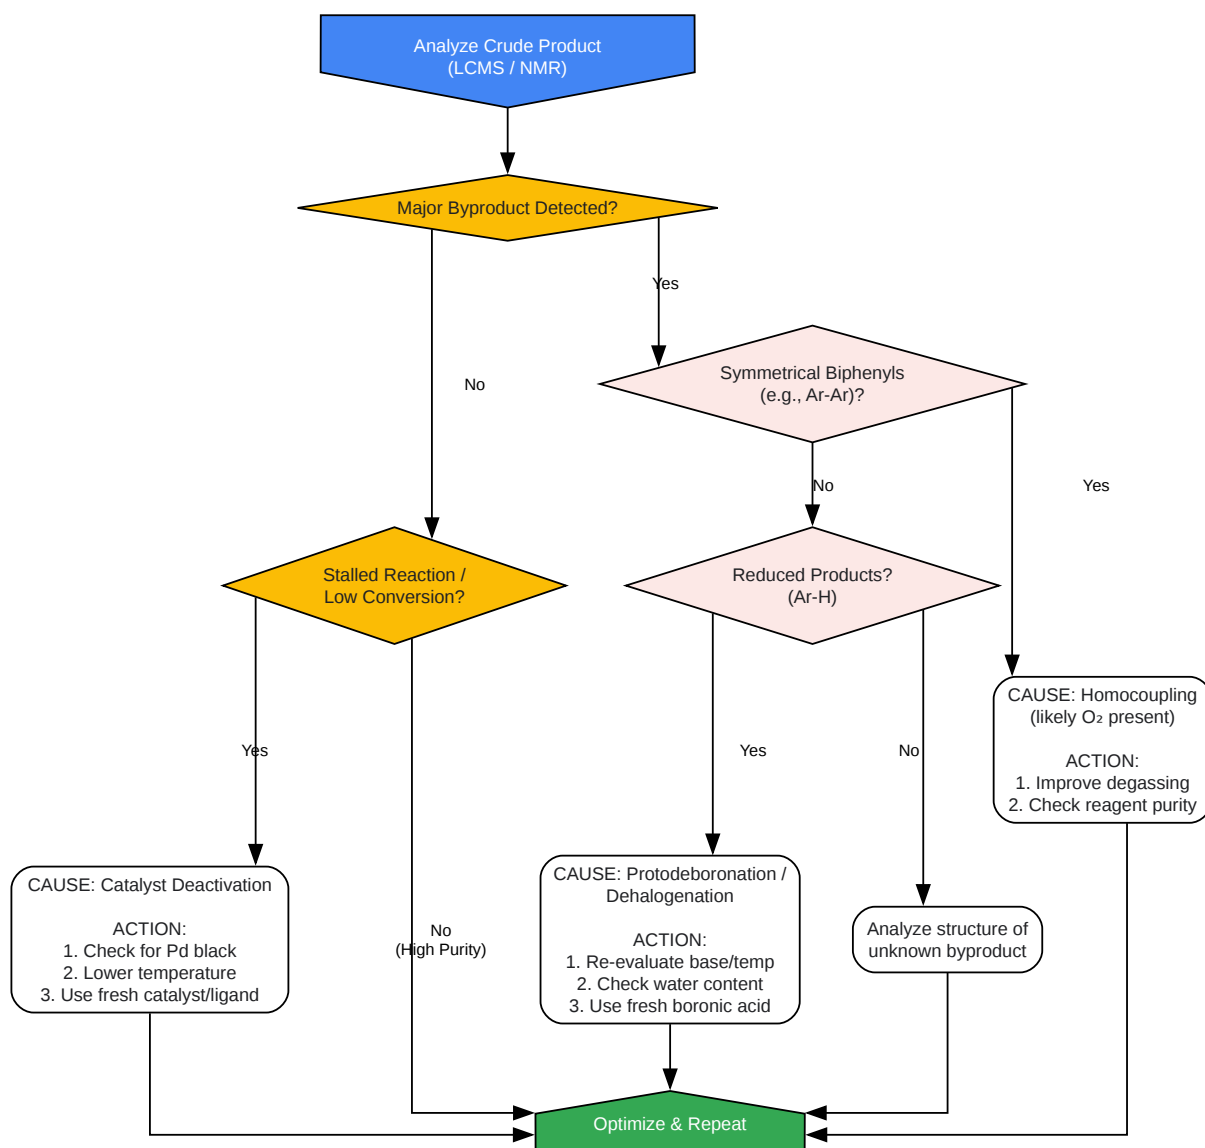 Analyze Crude Product
(LCMS / NMR)
Major Byproduct Detected?
Yes
No
Symmetrical Biphenyls
(e.g., Ar-Ar)?
No
Yes
Stalled Reaction /
Low Conversion?
Reduced Products?
(Ar-H)
CAUSE: Homocoupling
(likely O₂ present)
ACTION:
1. Improve degassing
2. Check reagent purity
Yes
Yes
No
CAUSE: Catalyst Deactivation
ACTION:
1. Check for Pd black
2. Lower temperature
3. Use fresh catalyst/ligand
No
(High Purity)
CAUSE: Protodeboronation /
Dehalogenation
ACTION:
1. Re-evaluate base/temp
2. Check water content
3. Use fresh boronic acid
Analyze structure of
unknown byproduct
Optimize & Repeat